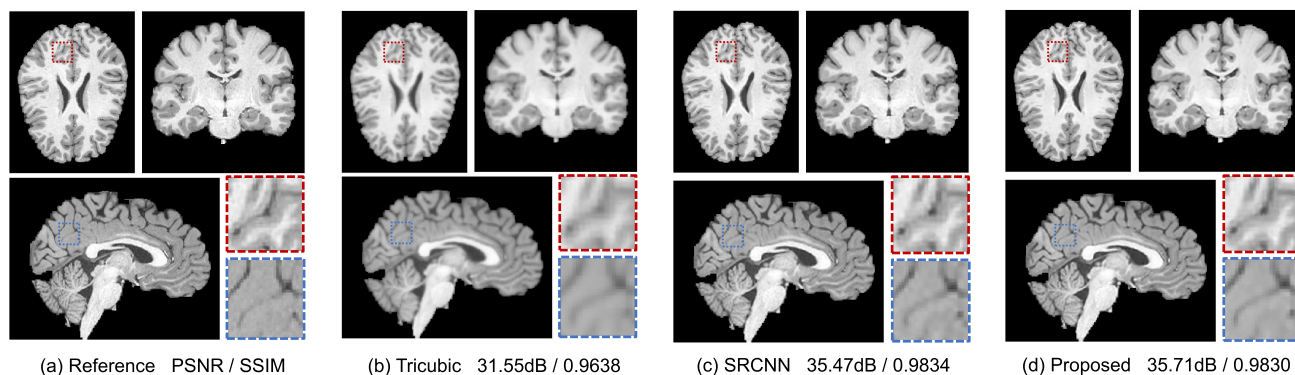 (a) Reference PSNR / SSIM
(b) Tricubic 31.55dB / 0.9638
(c) SRCNN 35.47dB / 0.9834
(d) Proposed 35.71dB / 0.9830